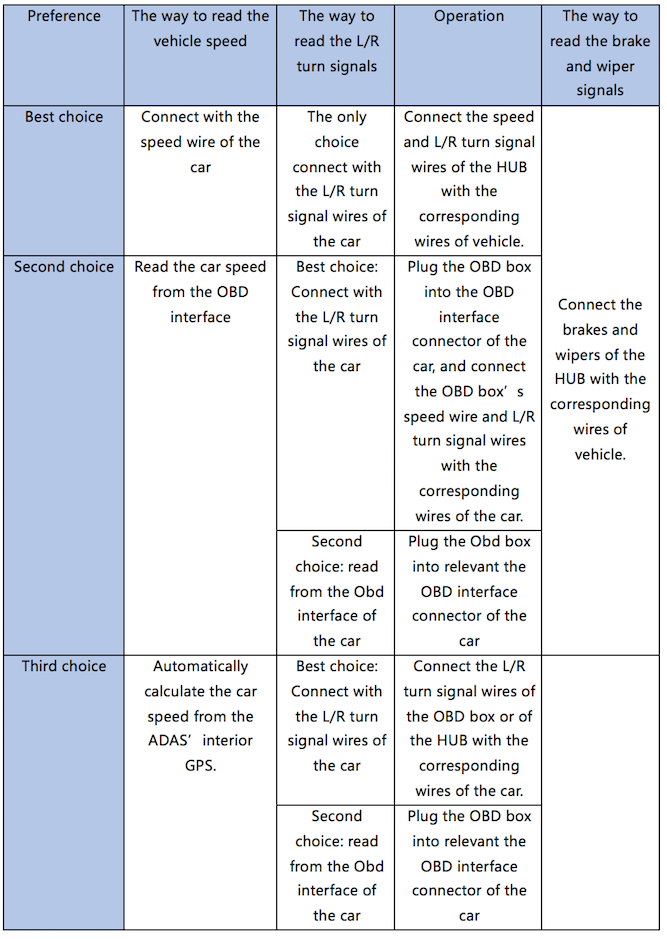 Preference
The way to read the
vehicle speed
The way to
read the L/R
turn signals
Operation
The way to
read the brake
and wiper
signals
Best choice
Connect with the
speed wire of the
car
The only
choice
connect with
the L/R turn
signal wires of
the car
Connect the speed
and L/R turn signal
wires of the HUB
with the
corresponding
wires of vehicle.
Connect the
brakes and
wipers of the
HUB with the
corresponding
wires of
vehicle.
Second choice
Read the car speed
from the OBD
interface
Best choice:
Connect with
the L/R turn
signal wires of
the car
Plug the OBD box
into the OBD
interface
connector of the
car, and connect
the OBD box’s
speed wire and L/R
turn signal wires
with the
corresponding
wires of the car.
Second
choice: read
from the Obd
interface of
the car
Plug the Obd box
into relevant the
OBD interface
connector of the
car
Third choice
Automatically
calculate the car
speed from the
ADAS’ interior
GPS.
Best choice:
Connect with
the L/R turn
signal wires of
the car
Connect the L/R
turn signal wires of
the OBD box or of
the HUB with the
corresponding
wires of the car.
Second
choice: read
from the Obd
interface of
the car
Plug the OBD box
into relevant the
OBD interface
connector of the
car